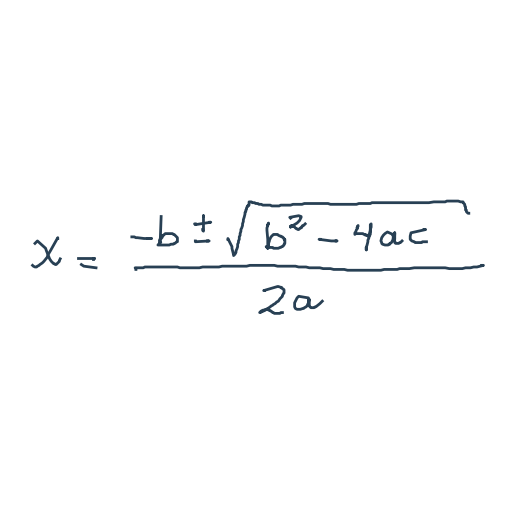 x = (-b ± √(b² - 4ac)) / 2a